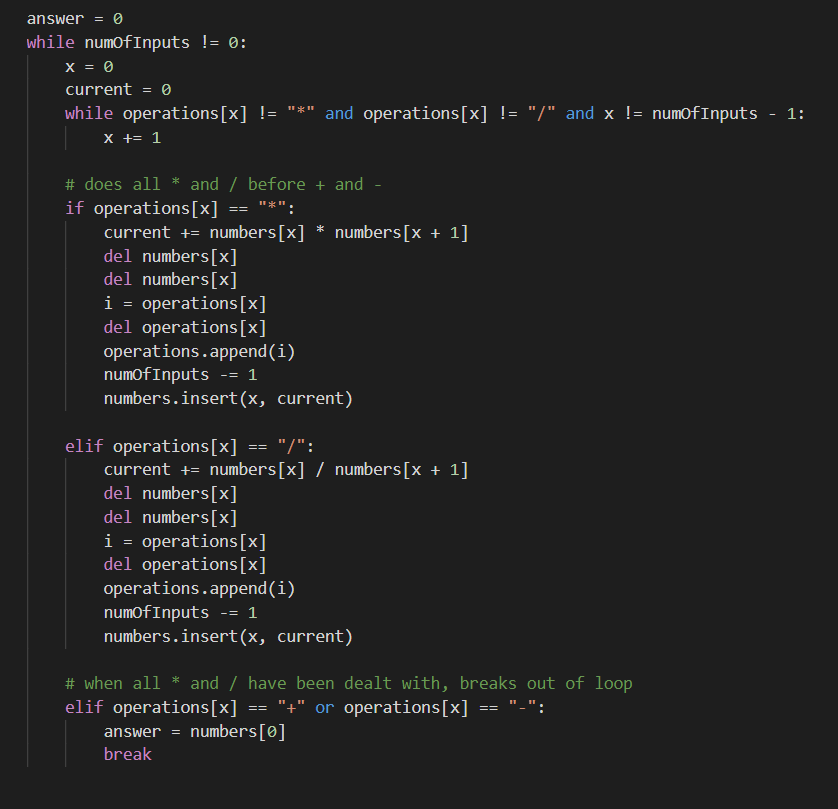 answer = 0
while numOfInputs != 0:
    x = 0
    current = 0
    while operations[x] != "*" and operations[x] != "/" and x != numOfInputs - 1:
        x += 1

    # does all * and / before + and -
    if operations[x] == "*":
        current += numbers[x] * numbers[x + 1]
        del numbers[x]
        del numbers[x]
        i = operations[x]
        del operations[x]
        operations.append(i)
        numOfInputs -= 1
        numbers.insert(x, current)

    elif operations[x] == "/":
        current += numbers[x] / numbers[x + 1]
        del numbers[x]
        del numbers[x]
        i = operations[x]
        del operations[x]
        operations.append(i)
        numOfInputs -= 1
        numbers.insert(x, current)

    # when all * and / have been dealt with, breaks out of loop
    elif operations[x] == "+" or operations[x] == "-":
        answer = numbers[0]
        break